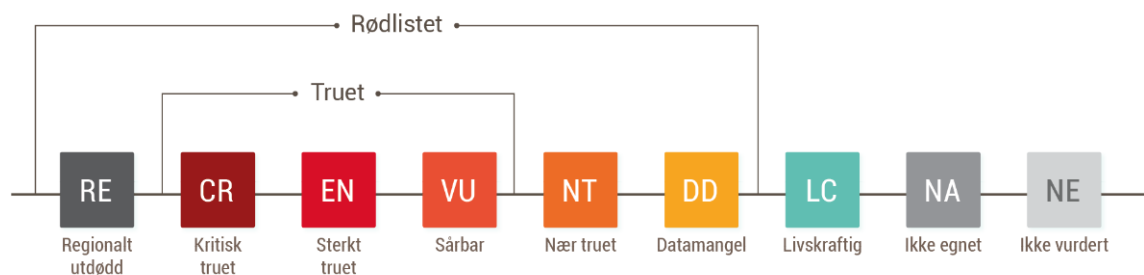 Rødlistet
Truet
RE
CR
EN
VU
NT
DD
LC
NA
NE
Regionalt
utdødd
Kritisk
truet
Sterkt
truet
Sårbar
Nær truet
Datamangel
Livskraftig
Ikke egnet
Ikke vurdert